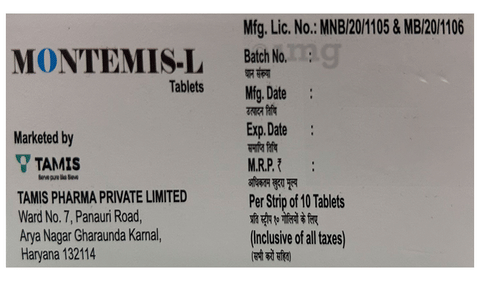 MONTEMIS-L
Tablets
Marketed by
TAMIS
Serve pure like Sieve
TAMIS PHARMA PRIVATE LIMITED
Ward No. 7, Panauri Road,
Arya Nagar Gharaunda Karnal,
Haryana 132114
Mfg. Lic. No.: MNB/20/1105 & MB/20/1106
Batch No. :
घान संख्या
Mfg. Date :
उत्पादन तिथि
Exp. Date :
समाप्ति तिथि
M.R.P. ₹ :
अधिकतम खुदरा मूल्य
Per Strip of 10 Tablets
प्रति स्ट्रीप १० गोलियों के लिए
(Inclusive of all taxes)
(सभी करों सहित)